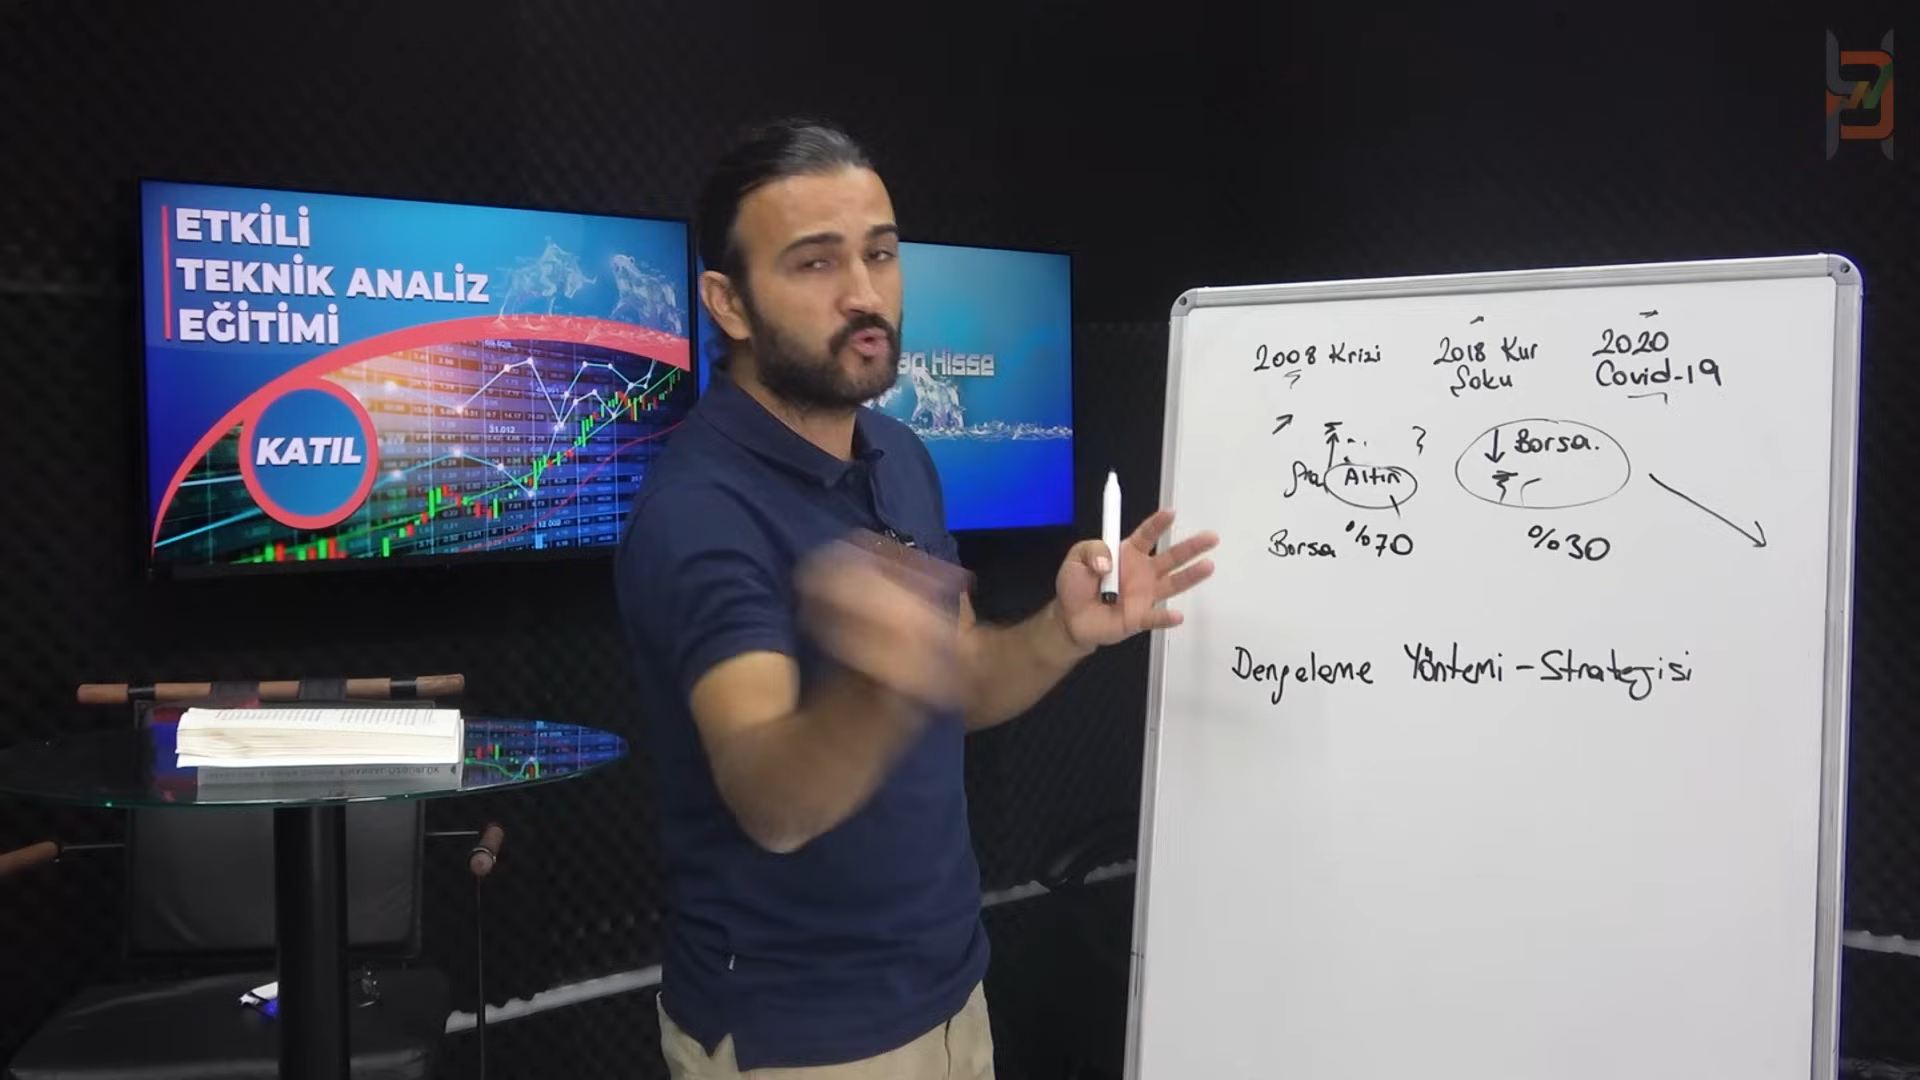 ETKİLİ
TEKNİK ANALİZ
EĞİTİMİ
KATIL
Hisse
2008 Krizi
2018 Kur
Şoku
2020
Covid-19
Altın
Borsa.
Borsa %70
%30
Dengeleme Yöntemi - Stratejisi